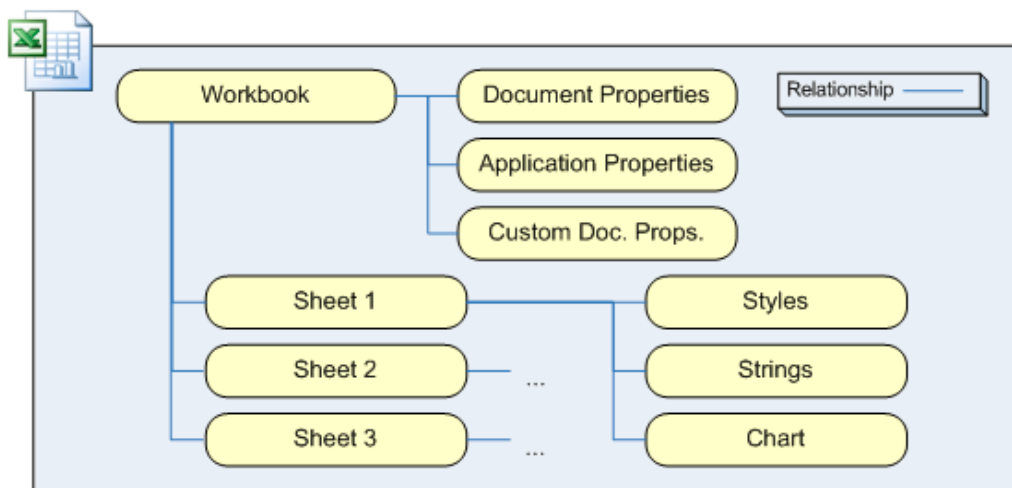 Workbook
Document Properties
Relationship
Application Properties
Custom Doc. Props.
Sheet 1
Styles
Sheet 2
...
Strings
Sheet 3
...
Chart